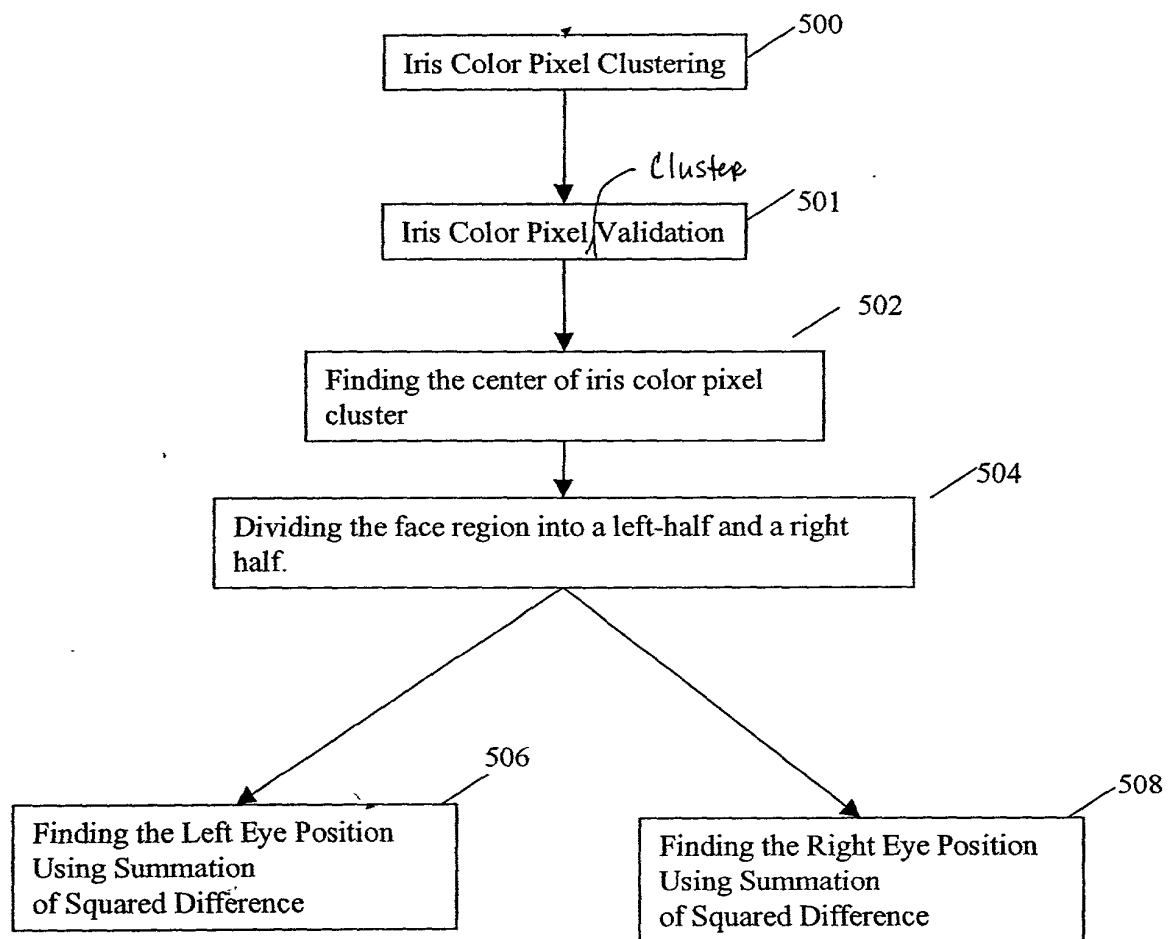 500
Iris Color Pixel Clustering
Cluster
501
Iris Color Pixel Validation
502
Finding the center of iris color pixel
cluster
504
Dividing the face region into a left-half and a right
half.
506
Finding the Left Eye Position
Using Summation
of Squared Difference
508
Finding the Right Eye Position
Using Summation
of Squared Difference